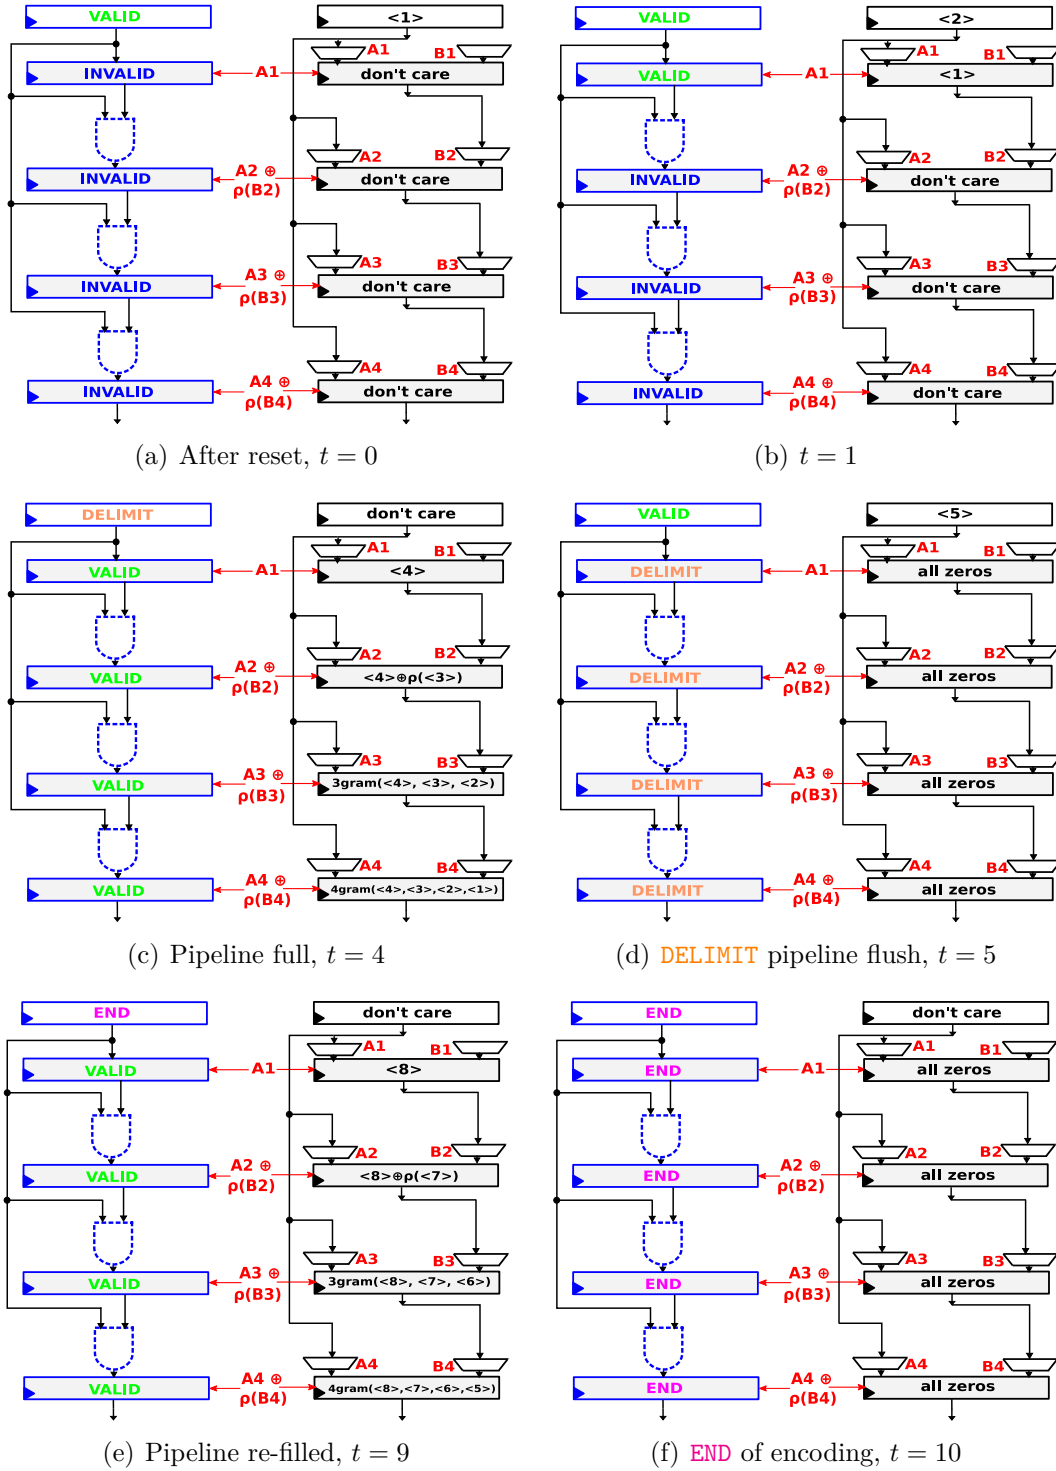 VALID <1>
A1 B1
INVALID A1 don't care
A2 B2
INVALID A2 ⊕ ρ(B2) don't care
A3 B3
INVALID A3 ⊕ ρ(B3) don't care
A4 B4
INVALID A4 ⊕ ρ(B4) don't care
(a) After reset, t = 0
VALID <2>
A1 B1
VALID A1 <1>
A2 B2
INVALID A2 ⊕ ρ(B2) don't care
A3 B3
INVALID A3 ⊕ ρ(B3) don't care
A4 B4
INVALID A4 ⊕ ρ(B4) don't care
(b) t = 1
DELIMIT don't care
A1 B1
VALID A1 <4>
A2 B2
VALID A2 ⊕ ρ(B2) <4>⊕ρ(<3>)
A3 B3
VALID A3 ⊕ ρ(B3) 3gram(<4>, <3>, <2>)
A4 B4
VALID A4 ⊕ ρ(B4) 4gram(<4>,<3>,<2>,<1>)
(c) Pipeline full, t = 4
VALID <5>
A1 B1
DELIMIT A1 all zeros
A2 B2
DELIMIT A2 ⊕ ρ(B2) all zeros
A3 B3
DELIMIT A3 ⊕ ρ(B3) all zeros
A4 B4
DELIMIT A4 ⊕ ρ(B4) all zeros
(d) DELIMIT pipeline flush, t = 5
END don't care
A1 B1
VALID A1 <8>
A2 B2
VALID A2 ⊕ ρ(B2) <8>⊕ρ(<7>)
A3 B3
VALID A3 ⊕ ρ(B3) 3gram(<8>, <7>, <6>)
A4 B4
VALID A4 ⊕ ρ(B4) 4gram(<8>,<7>,<6>,<5>)
(e) Pipeline re-filled, t = 9
END don't care
A1 B1
END A1 all zeros
A2 B2
END A2 ⊕ ρ(B2) all zeros
A3 B3
END A3 ⊕ ρ(B3) all zeros
A4 B4
END A4 ⊕ ρ(B4) all zeros
(f) END of encoding, t = 10